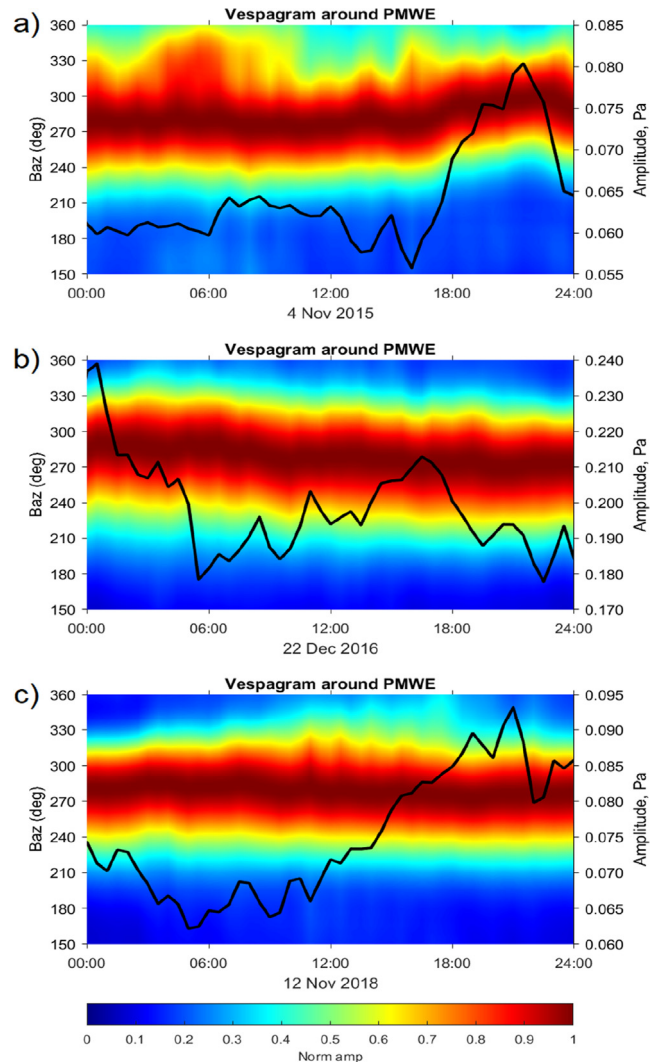 a)
Vespagram around PMWE
360
330
300
270
240
210
180
150
Baz (deg)
0.085
0.080
0.075
0.070
0.065
0.060
0.055
Amplitude, Pa
00:00 06:00 12:00 18:00 24:00
4 Nov 2015
b)
Vespagram around PMWE
360
330
300
270
240
210
180
150
Baz (deg)
0.240
0.230
0.220
0.210
0.200
0.190
0.180
0.170
Amplitude, Pa
00:00 06:00 12:00 18:00 24:00
22 Dec 2016
c)
Vespagram around PMWE
360
330
300
270
240
210
180
150
Baz (deg)
0.095
0.090
0.085
0.080
0.075
0.070
0.065
0.060
Amplitude, Pa
00:00 06:00 12:00 18:00 24:00
12 Nov 2018
0 0.1 0.2 0.3 0.4 0.5 0.6 0.7 0.8 0.9 1
Norm amp